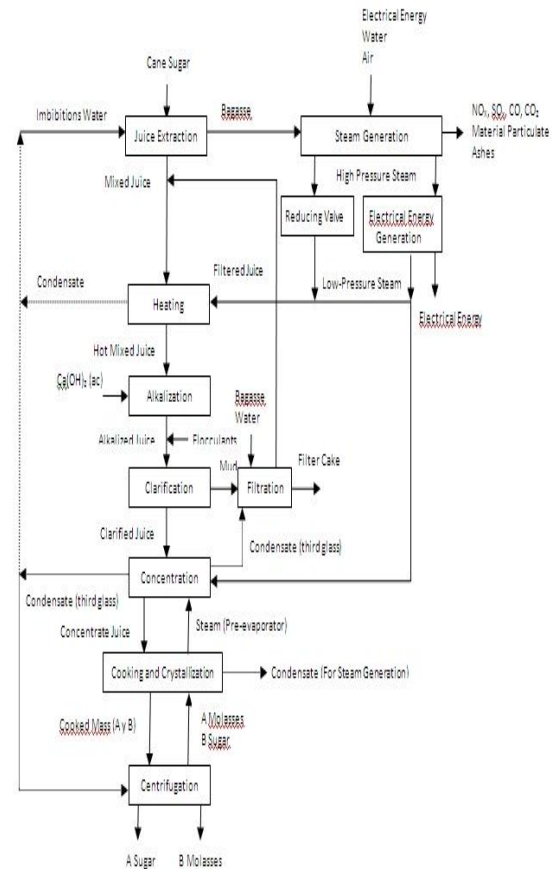 Electrical Energy
Water
Air
Cane Sugar
Imbibitions Water
Juice Extraction
Bagasse
Steam Generation
NOₓ, SOₓ, CO, CO₂
Material Particulate
Ashes
Mixed Juice
High Pressure Steam
Reducing Valve
Electrical Energy
Generation
Condensate
Filtered Juice
Low-Pressure Steam
Heating
Electrical Energy
Hot Mixed Juice
Ca(OH)₂ (ac)
Alkalization
Bagasse
Water
Alkalized Juice
Flocculants
Mud
Filter Cake
Clarification
Filtration
Clarified Juice
Condensate (third glass)
Concentration
Condensate (third glass)
Steam (Pre-evaporator)
Concentrate Juice
Cooking and Crystallization
Condensate (For Steam Generation)
Cooked Mass (A y B)
A Molasses
B Sugar
Centrifugation
A Sugar
B Molasses